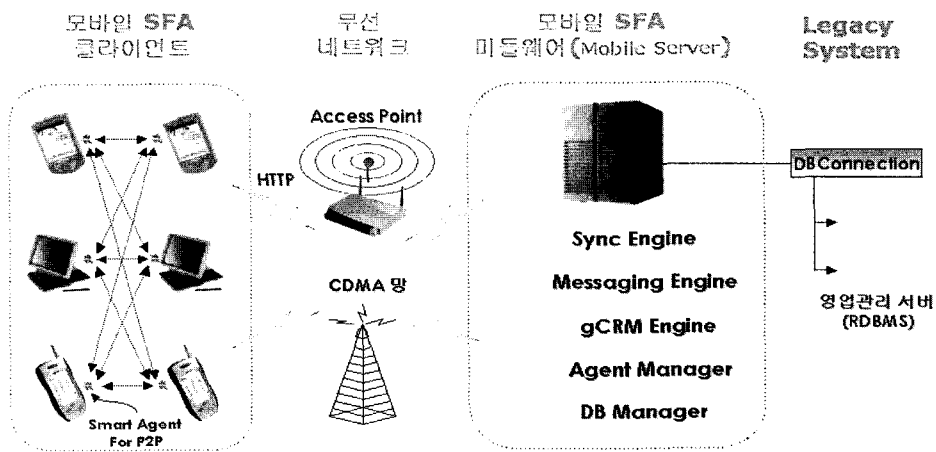 모바일 SFA
클라이언트
무선
네트워크
모바일 SFA
미들웨어(Mobile Server)
Legacy
System
Access Point
HTTP
CDMA 망
Smart Agent
For P2P
Sync Engine
Messaging Engine
gCRM Engine
Agent Manager
DB Manager
DBConnection
영업관리 서버
(RDBMS)